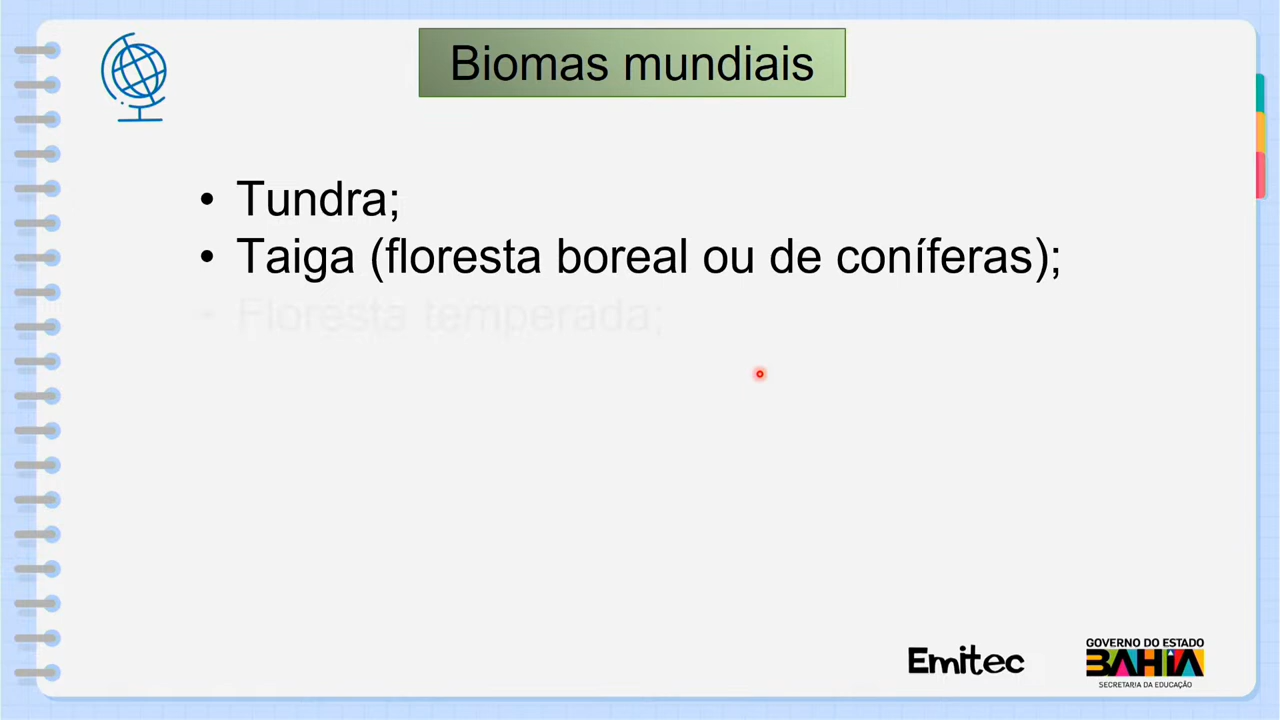 Biomas mundiais
• Tundra;
• Taiga (floresta boreal ou de coníferas);
• Floresta temperada;
Emitec
GOVERNO DO ESTADO
BAHIA
SECRETARIA DA EDUCAÇÃO